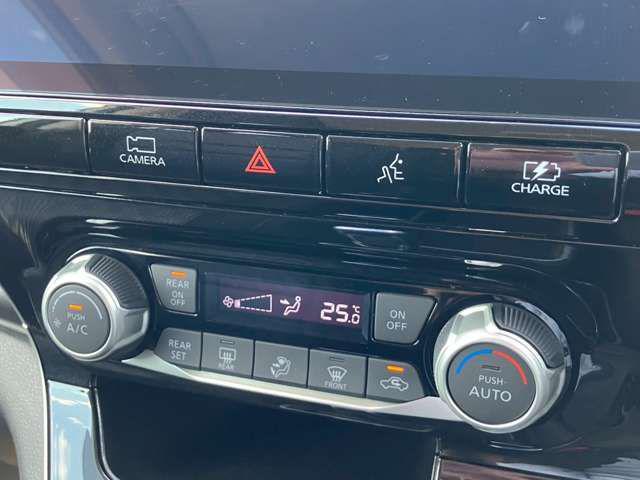 CAMERA
CHARGE
REAR
ON
OFF
PUSH
A/C
25.0
°C
ON
OFF
REAR
SET
REAR
FRONT
PUSH
AUTO